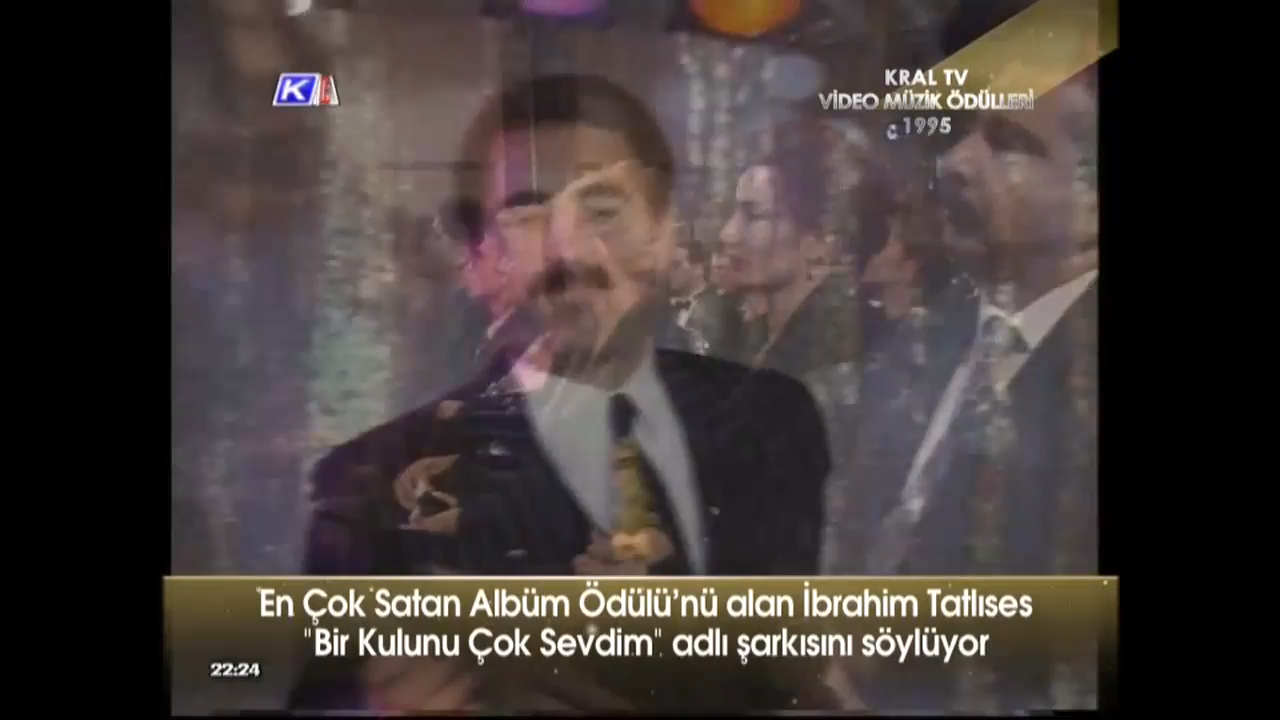 K
KRAL TV
VİDEO MÜZİK ÖDÜLLERİ
1995
En Çok Satan Albüm Ödülü'nü alan İbrahim Tatlıses
"Bir Kulunu Çok Sevdim" adlı şarkısını söylüyor
22:24